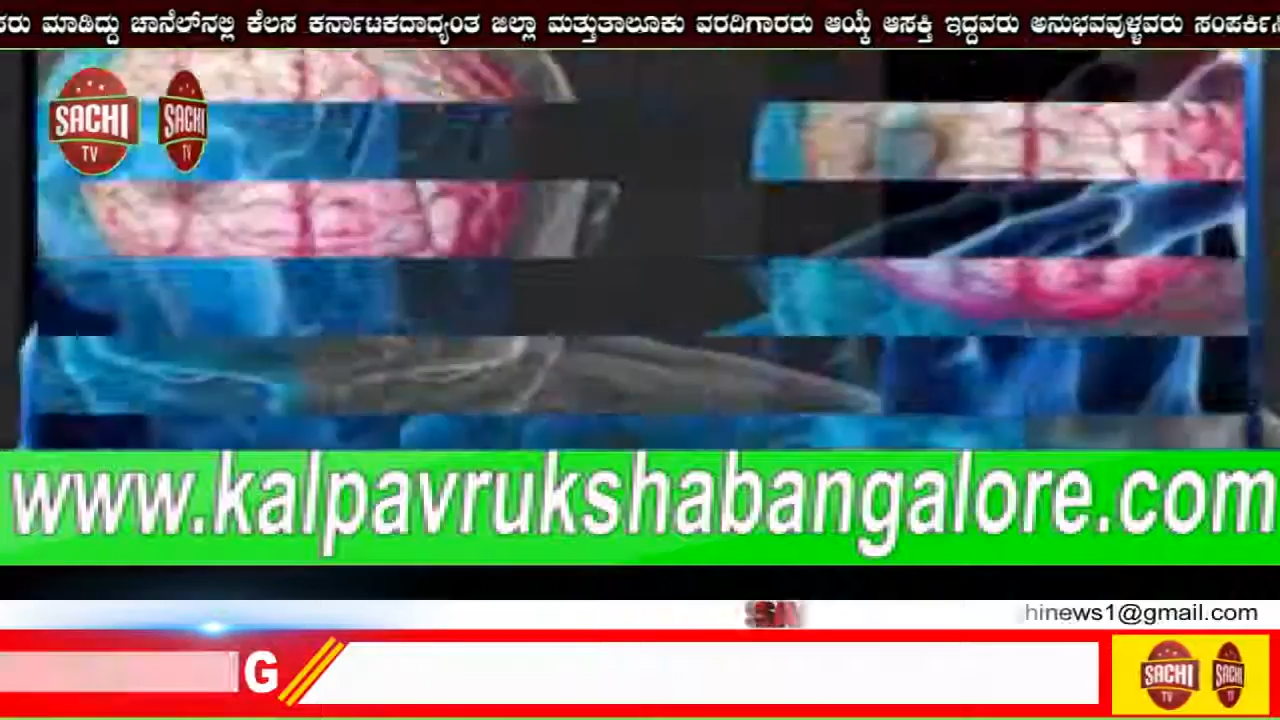 ಸರು ಮಾಡಿದ್ದು ಚಾನೆಲ್‌ನಲ್ಲಿ ಕೆಲಸ ಕರ್ನಾಟಕದಾದ್ಯಂತ ಜಿಲ್ಲಾ ಮತ್ತುತಾಲೂಕು ವರದಿಗಾರರು ಆಯ್ಕೆ ಆಸಕ್ತಿ ಇದ್ದವರು ಅನುಭವವುಳ್ಳವರು ಸಂಪರ್ಕಿಸಿ
SACHI TV SACHI TV
www.kalpavrukshabangalore.com
hinews1@gmail.com
G
SACHI TV SACHI TV